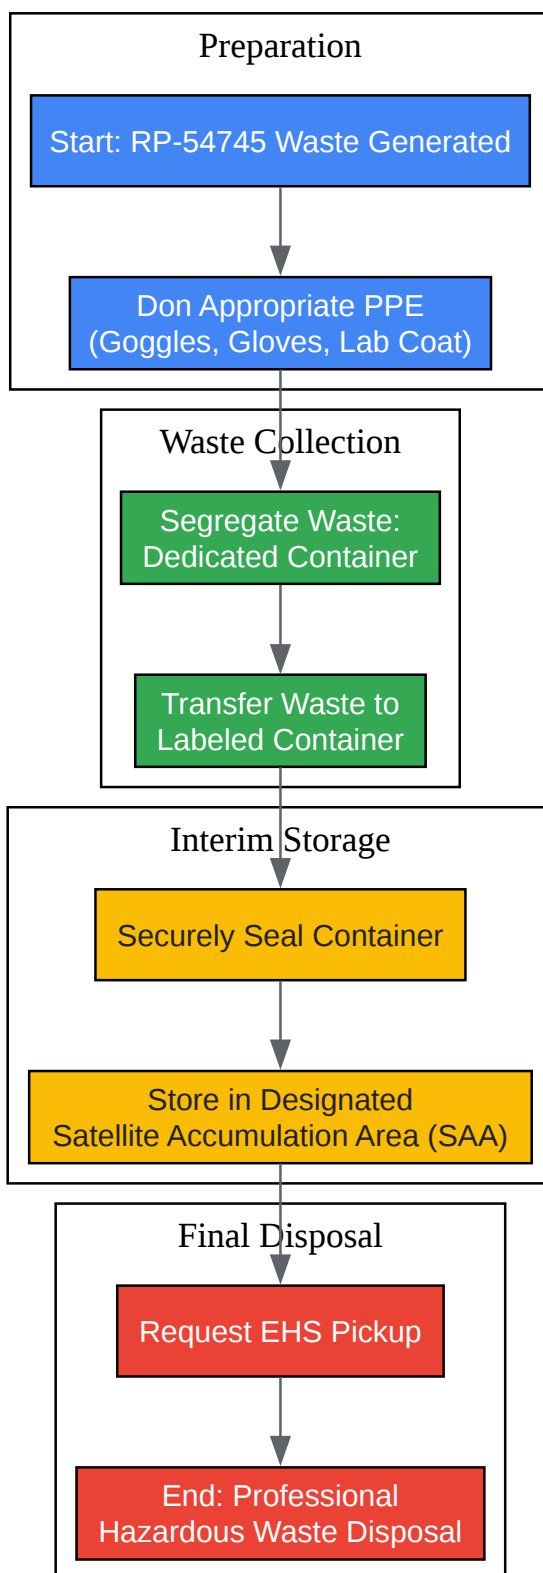 Preparation
Start: RP-54745 Waste Generated
Don Appropriate PPE
(Goggles, Gloves, Lab Coat)
Waste Collection
Segregate Waste:
Dedicated Container
Transfer Waste to
Labeled Container
Interim Storage
Securely Seal Container
Store in Designated
Satellite Accumulation Area (SAA)
Final Disposal
Request EHS Pickup
End: Professional
Hazardous Waste Disposal